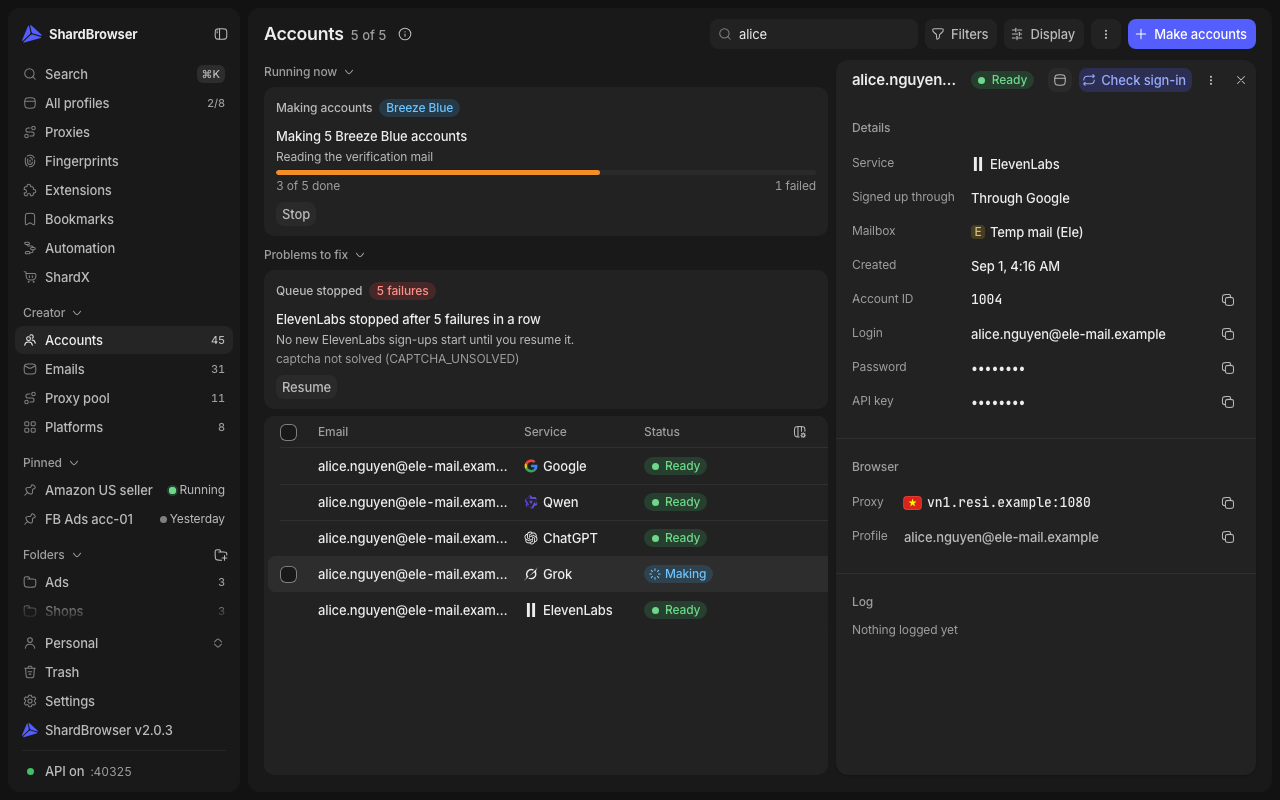 ShardBrowser
Search ⌘K
All profiles 2/8
Proxies
Fingerprints
Extensions
Bookmarks
Automation
ShardX
Creator
Accounts 45
Emails 31
Proxy pool 11
Platforms 8
Pinned
Amazon US seller Running
FB Ads acc-01 Yesterday
Folders
Ads 3
Shops 3
Personal
Trash
Settings
ShardBrowser v2.0.3
API on :40325
Accounts 5 of 5
alice
Filters
Display
Make accounts
Running now
Making accounts Breeze Blue
Making 5 Breeze Blue accounts
Reading the verification mail
3 of 5 done 1 failed
Stop
Problems to fix
Queue stopped 5 failures
ElevenLabs stopped after 5 failures in a row
No new ElevenLabs sign-ups start until you resume it.
captcha not solved (CAPTCHA_UNSOLVED)
Resume
Email Service Status
alice.nguyen@ele-mail.exam... Google Ready
alice.nguyen@ele-mail.exam... Qwen Ready
alice.nguyen@ele-mail.exam... ChatGPT Ready
alice.nguyen@ele-mail.exam... Grok Making
alice.nguyen@ele-mail.exam... ElevenLabs Ready
alice.nguyen... Ready Check sign-in
Details
Service ElevenLabs
Signed up through Through Google
Mailbox E Temp mail (Ele)
Created Sep 1, 4:16 AM
Account ID 1004
Login alice.nguyen@ele-mail.example
Password ••••••••
API key ••••••••
Browser
Proxy vn1.resi.example:1080
Profile alice.nguyen@ele-mail.example
Log
Nothing logged yet